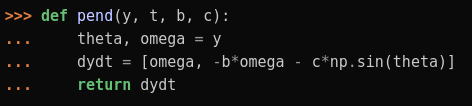 >>> def pend(y, t, b, c):
...     theta, omega = y
...     dydt = [omega, -b*omega - c*np.sin(theta)]
...     return dydt